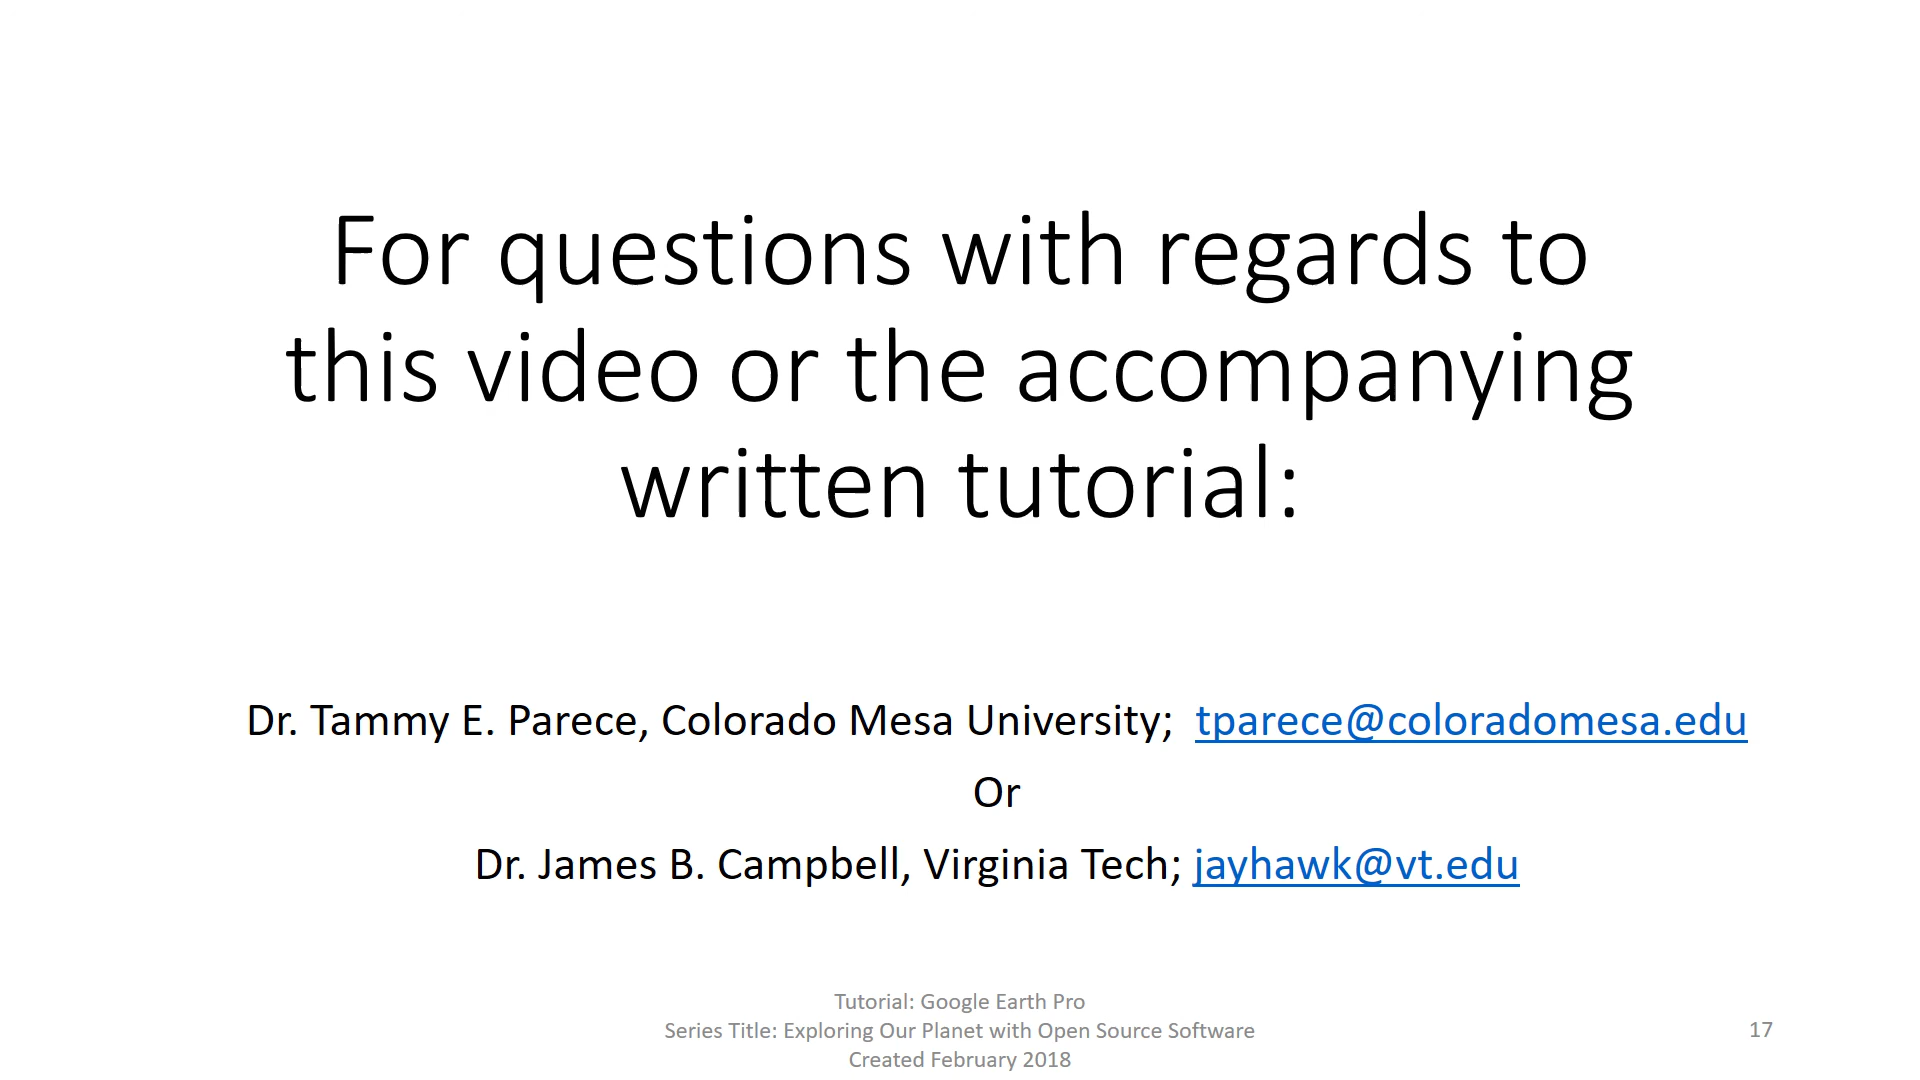 For questions with regards to
this video or the accompanying
written tutorial:
Dr. Tammy E. Parece, Colorado Mesa University; tparece@coloradomesa.edu
Or
Dr. James B. Campbell, Virginia Tech; jayhawk@vt.edu
Tutorial: Google Earth Pro
Series Title: Exploring Our Planet with Open Source Software
Created February 2018
17